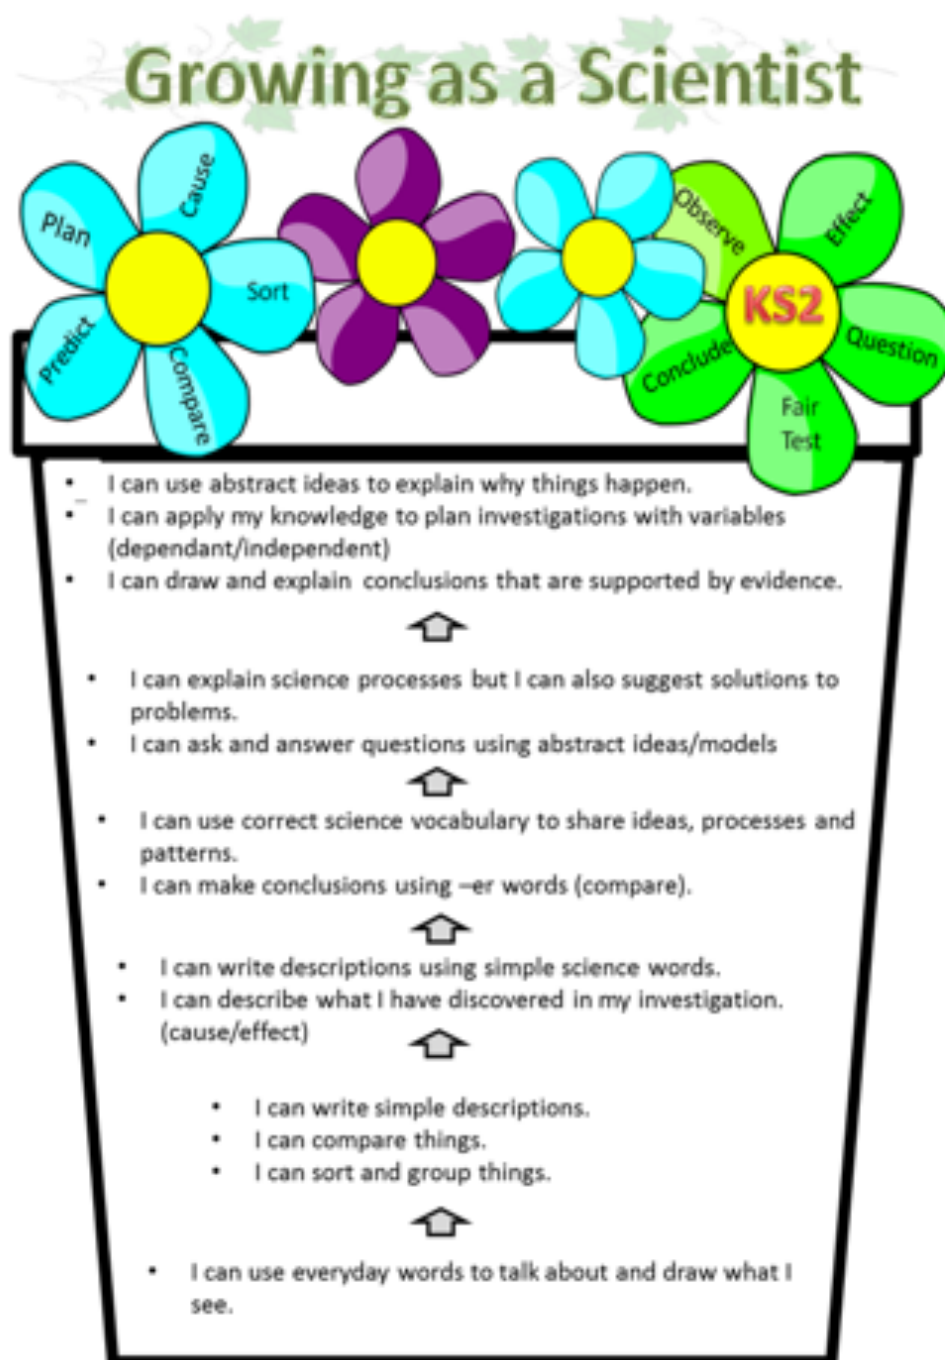 Growing as a Scientist
Plan
Cause
Sort
Compare
Predict
Observe
Effect
KS2
Question
Fair
Test
Conclude
• I can use abstract ideas to explain why things happen.
• I can apply my knowledge to plan investigations with variables
(dependant/independent)
• I can draw and explain conclusions that are supported by evidence.
• I can explain science processes but I can also suggest solutions to
problems.
• I can ask and answer questions using abstract ideas/models
• I can use correct science vocabulary to share ideas, processes and
patterns.
• I can make conclusions using –er words (compare).
• I can write descriptions using simple science words.
• I can describe what I have discovered in my investigation.
(cause/effect)
• I can write simple descriptions.
• I can compare things.
• I can sort and group things.
• I can use everyday words to talk about and draw what I
see.